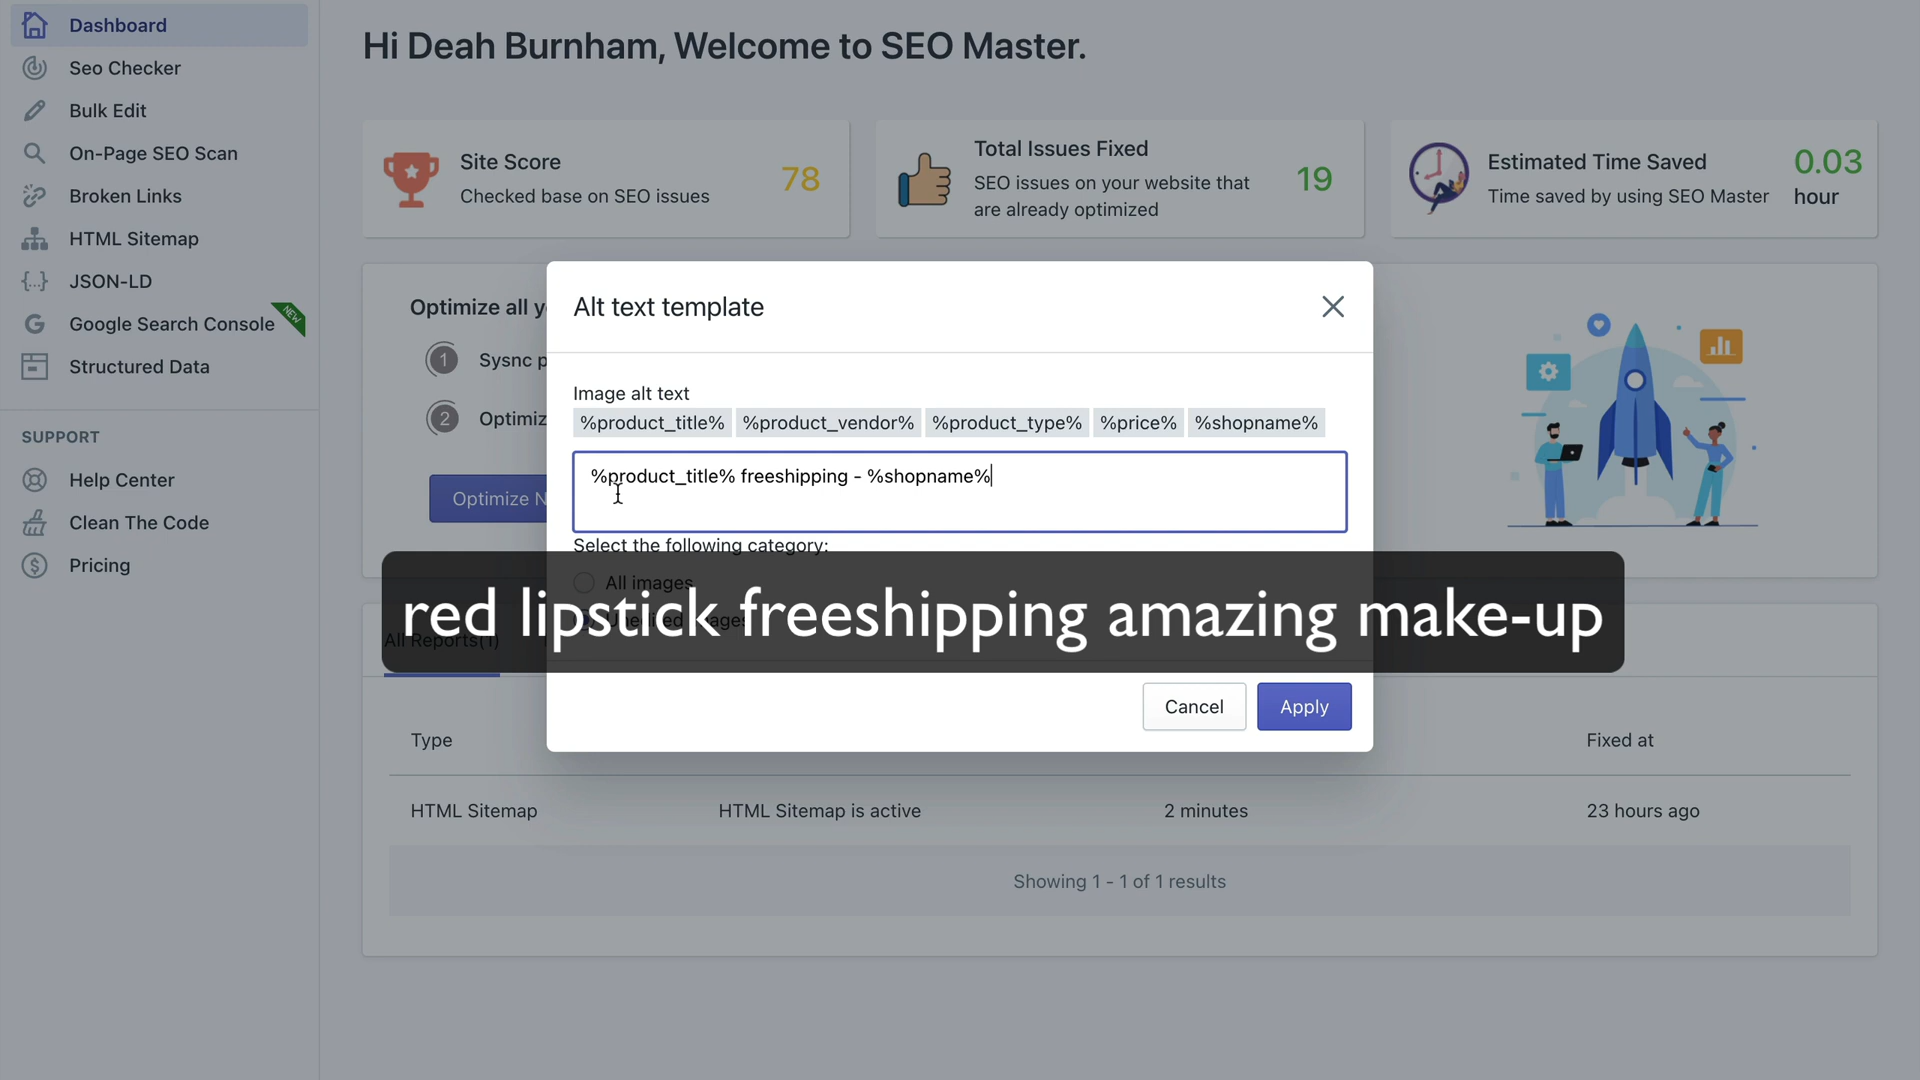 Dashboard
Seo Checker
Bulk Edit
On-Page SEO Scan
Broken Links
HTML Sitemap
JSON-LD
Google Search Console
NEW
Structured Data
SUPPORT
Help Center
Clean The Code
Pricing
Hi Deah Burnham, Welcome to SEO Master.
Site Score
Checked base on SEO issues
78
Total Issues Fixed
SEO issues on your website that
are already optimized
19
Estimated Time Saved
Time saved by using SEO Master
0.03
hour
Optimize all y
1 Sysnc p
2 Optimiz
Optimize N
Alt text template
Image alt text
%product_title% %product_vendor% %product_type% %price% %shopname%
%product_title% freeshipping - %shopname%
Select the following category:
All images
red lipstick freeshipping amazing make-up
All Reports(1)
Cancel
Apply
Type
Fixed at
HTML Sitemap
HTML Sitemap is active
2 minutes
23 hours ago
Showing 1 - 1 of 1 results